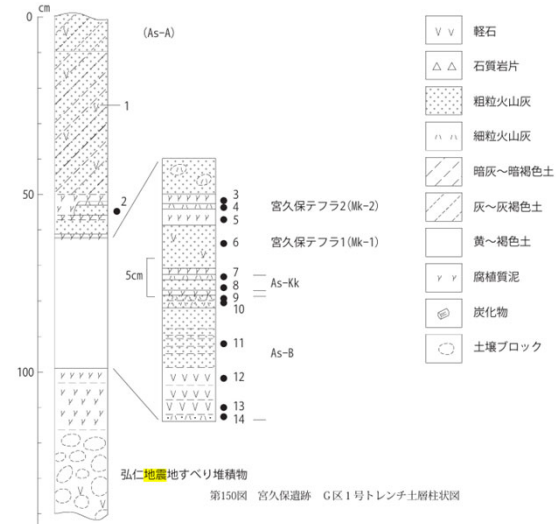 cm
0
(As-A)
1
50
2
3
4
5
6
7
8
9
10
11
12
13
14
宮久保テフラ2(Mk-2)
宮久保テフラ1(Mk-1)
5cm
As-Kk
As-B
100
弘仁地震地すべり堆積物
軽石
石質岩片
粗粒火山灰
細粒火山灰
暗灰～暗褐色土
灰～灰褐色土
黄～褐色土
腐植質泥
炭化物
土壌ブロック
第150図 宮久保遺跡 G区1号トレンチ土層柱状図